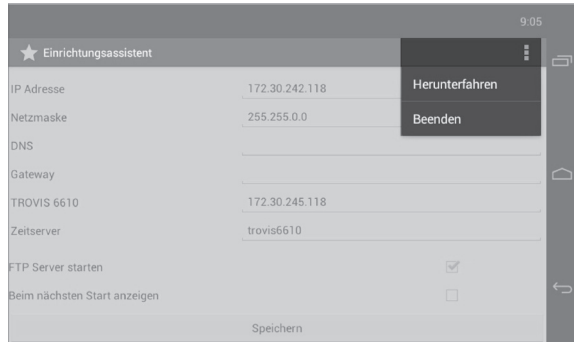 9:05
Einrichtungsassistent
Herunterfahren
Beenden
IP Adresse 172.30.242.118
Netzmaske 255.255.0.0
DNS
Gateway
TROVIS 6610 172.30.245.118
Zeitserver trovis6610
FTP Server starten
Beim nächsten Start anzeigen
Speichern